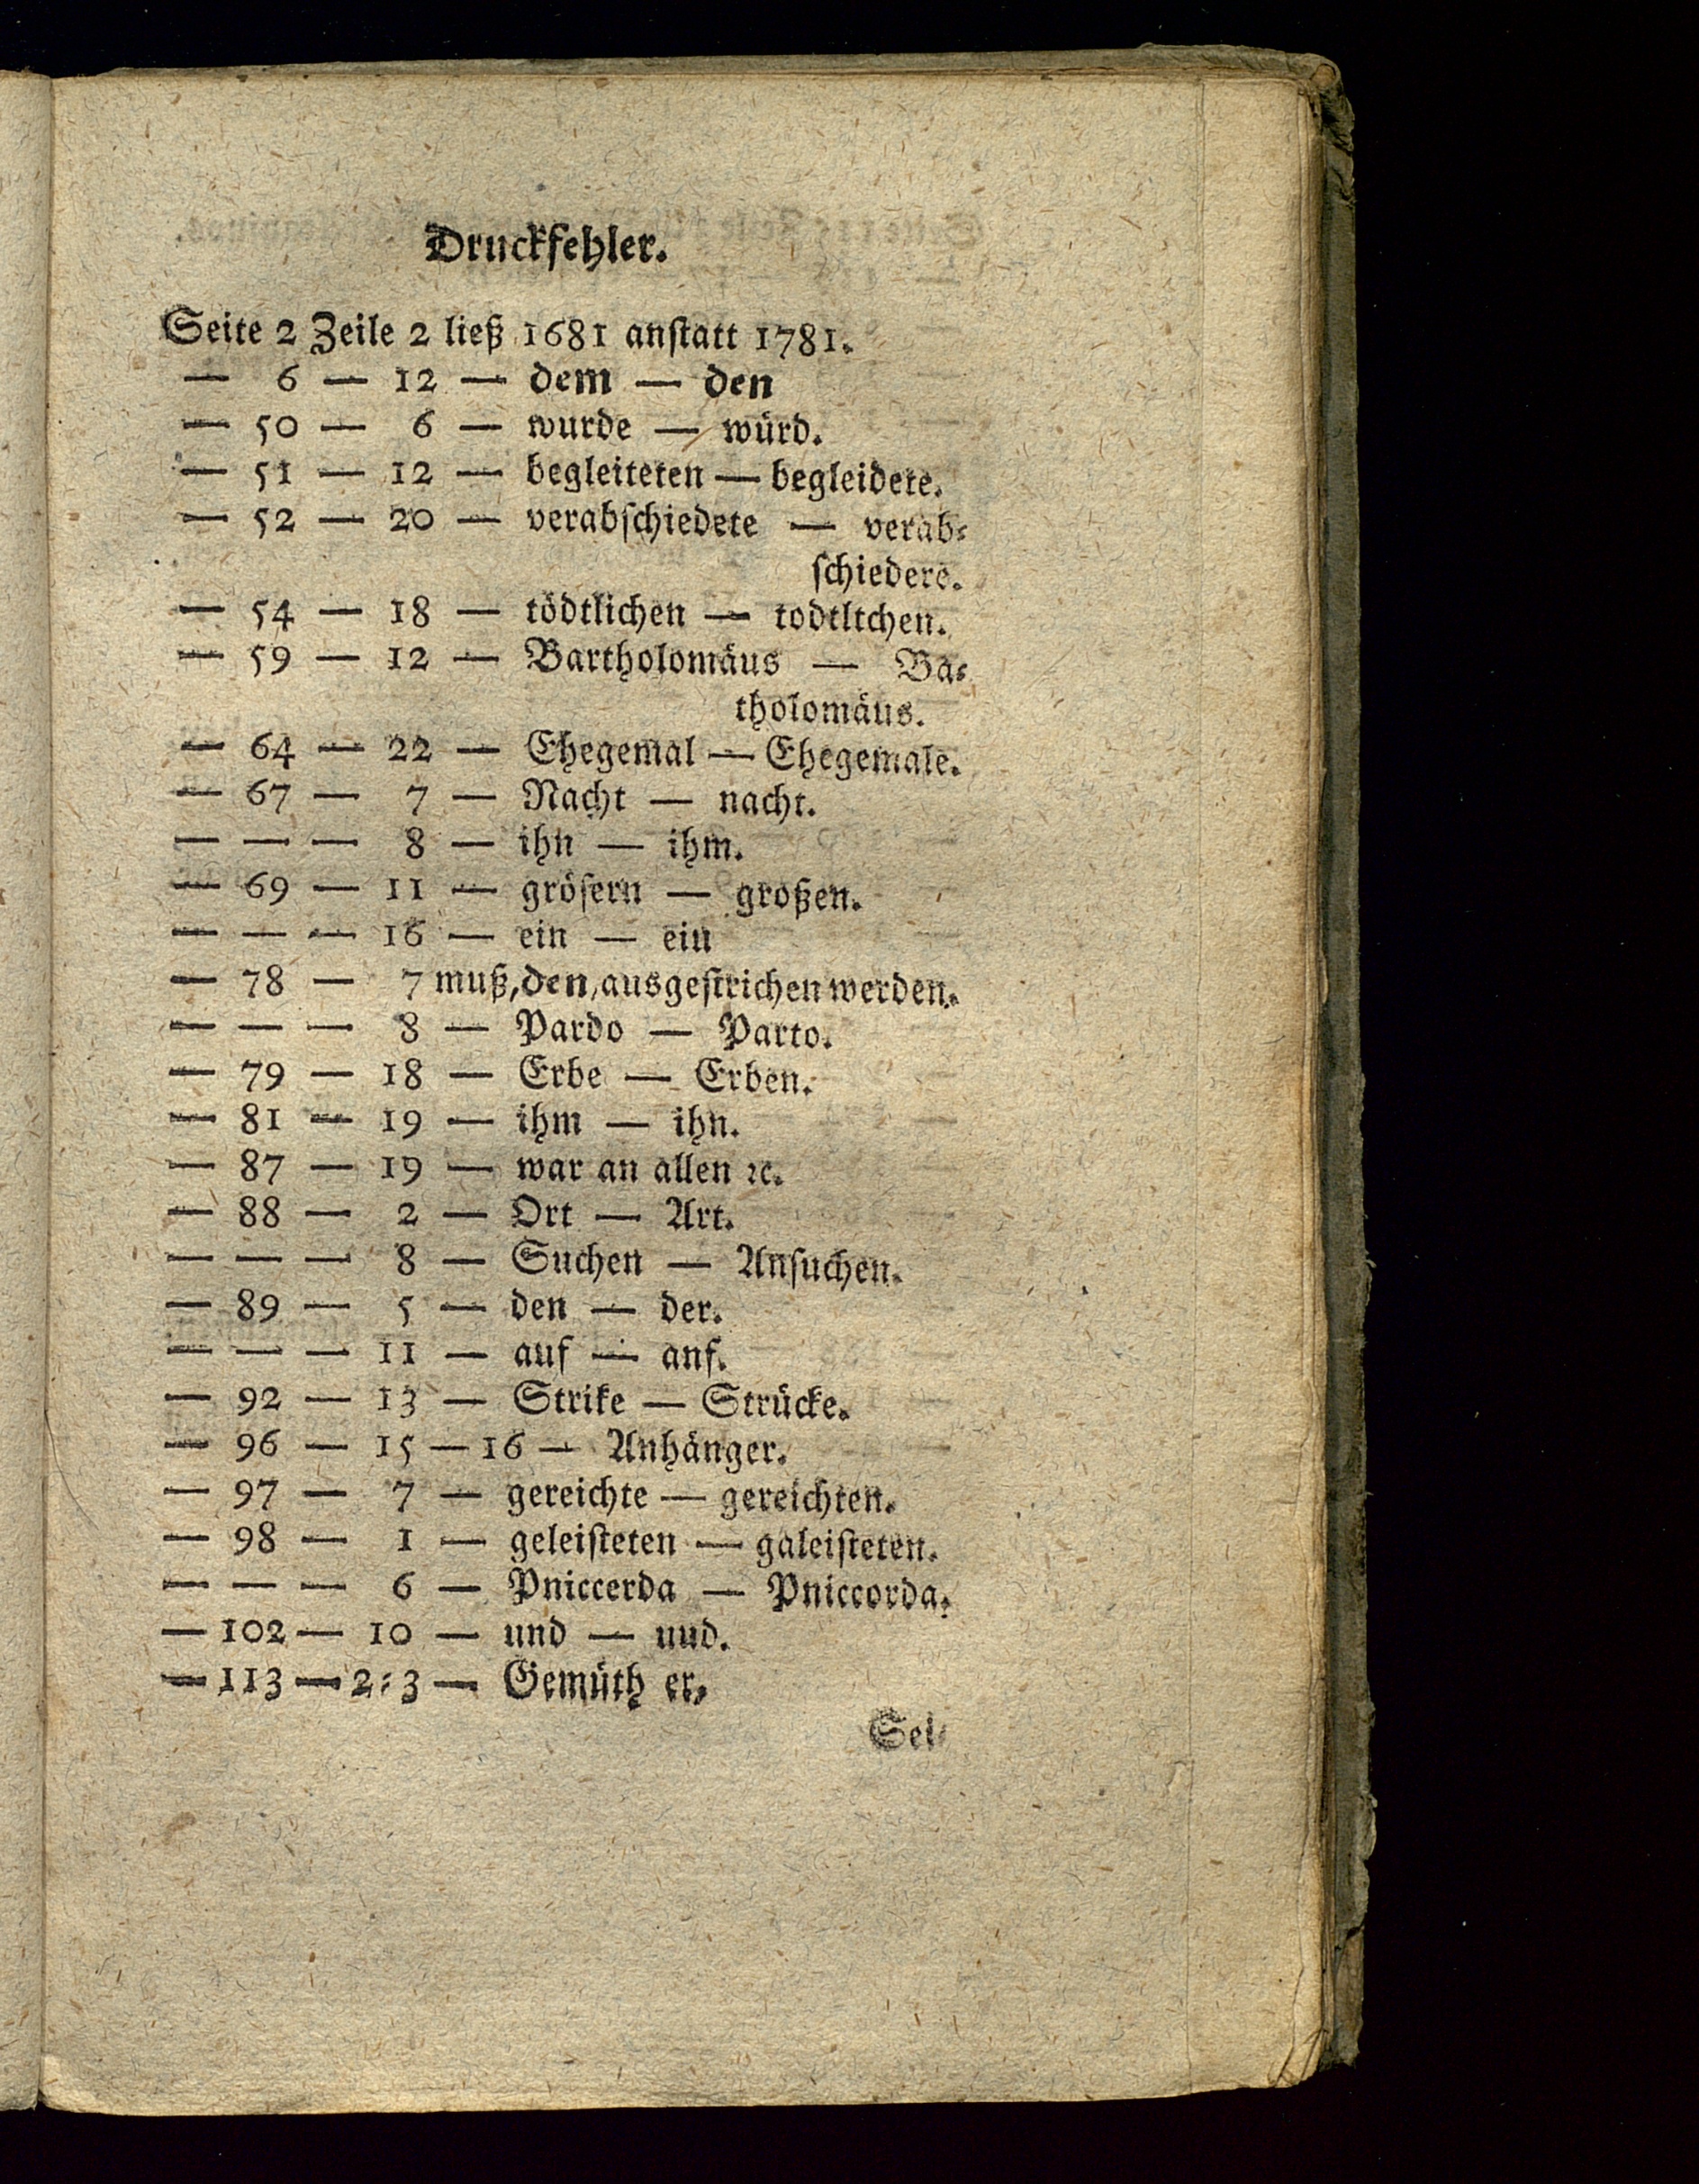 Druckfehler.
Seite 2 Zeile 2 ließ 1681 anſtatt 1781.
— 6 — 12 — dem — den
— 50 — 6 — wurde — würd.
— 51 — 12 — begleiteten — begleidete.
— 52 — 20 — verabſchiedete — verab⸗
ſchiedere.
— 54 — 18 — tödtlichen — todtltchen.
— 59 — 12 — Bartholomäus — Ba⸗
tholomäus.
— 64 — 22 — Ehegemal — Ehegemale.
— 67 — 7 — Nacht — nacht.
— — — 8 — ihn — ihm.
— 69 — 11 — gröſern — großen.
— — — 16 — ein — eiu
— 78 — 7 muß, den, ausgeſtrichen werden.
— — — 8 — Pardo — Parto.
— 79 — 18 — Erbe — Erben.
— 81 — 19 — ihm — ihn.
— 87 — 19 — war an allen ꝛc.
— 88 — 2 — Ort — Art.
— — — 8 — Suchen — Anſuchen.
— 89 — 5 — den — der.
— — — 11 — auf — anf.
— 92 — 13 — Strike — Strücke.
— 96 — 15 — 16 — Anhänger.
— 97 — 7 — gereichte — gereichten.
— 98 — 1 — geleiſteten — galeiſteten.
— — — 6 — Pniccerda — Pniccorda.
— 102 — 10 — und — uud.
— 113 — 2⸗3 — Gemüth er,
Sei⸗